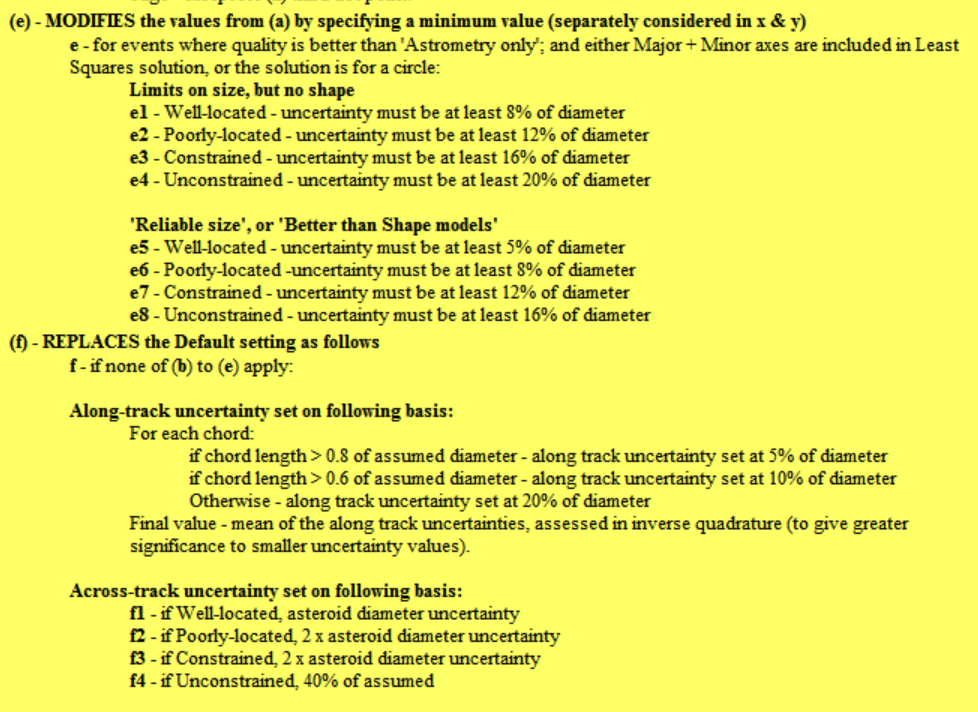 (e) - MODIFIES the values from (a) by specifying a minimum value (separately considered in x & y)
e - for events where quality is better than 'Astrometry only'; and either Major + Minor axes are included in Least
Squares solution, or the solution is for a circle:
Limits on size, but no shape
e1 - Well-located - uncertainty must be at least 8% of diameter
e2 - Poorly-located - uncertainty must be at least 12% of diameter
e3 - Constrained - uncertainty must be at least 16% of diameter
e4 - Unconstrained - uncertainty must be at least 20% of diameter
'Reliable size', or 'Better than Shape models'
e5 - Well-located - uncertainty must be at least 5% of diameter
e6 - Poorly-located -uncertainty must be at least 8% of diameter
e7 - Constrained - uncertainty must be at least 12% of diameter
e8 - Unconstrained - uncertainty must be at least 16% of diameter
(f) - REPLACES the Default setting as follows
f - if none of (b) to (e) apply:
Along-track uncertainty set on following basis:
For each chord:
if chord length > 0.8 of assumed diameter - along track uncertainty set at 5% of diameter
if chord length > 0.6 of assumed diameter - along track uncertainty set at 10% of diameter
Otherwise - along track uncertainty set at 20% of diameter
Final value - mean of the along track uncertainties, assessed in inverse quadrature (to give greater
significance to smaller uncertainty values).
Across-track uncertainty set on following basis:
f1 - if Well-located, asteroid diameter uncertainty
f2 - if Poorly-located, 2 x asteroid diameter uncertainty
f3 - if Constrained, 2 x asteroid diameter uncertainty
f4 - if Unconstrained, 40% of assumed